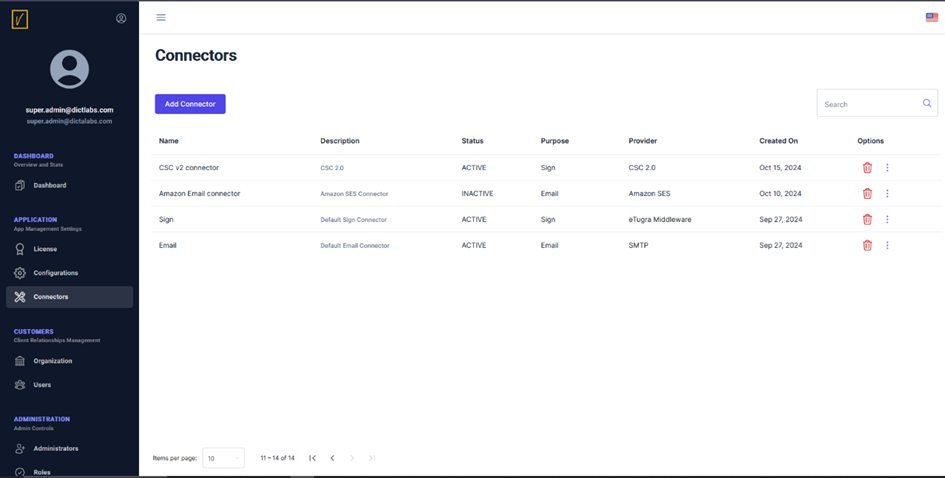 super.admin@dictlabs.com
super.admin@dictalabs.com
DASHBOARD
Overview and Stats
Dashboard
APPLICATION
App Management Settings
License
Configurations
Connectors
CUSTOMERS
Client Relationships Management
Organization
Users
ADMINISTRATION
Admin Controls
Administrators
Roles
Connectors
Add Connector
Search
Name Description Status Purpose Provider Created On Options
CSC v2 connector CSC 2.0 ACTIVE Sign CSC 2.0 Oct 15, 2024
Amazon Email connector Amazon SES Connector INACTIVE Email Amazon SES Oct 10, 2024
Sign Default Sign Connector ACTIVE Sign eTugra Middleware Sep 27, 2024
Email Default Email Connector ACTIVE Email SMTP Sep 27, 2024
Items per page: 10 11 – 14 of 14